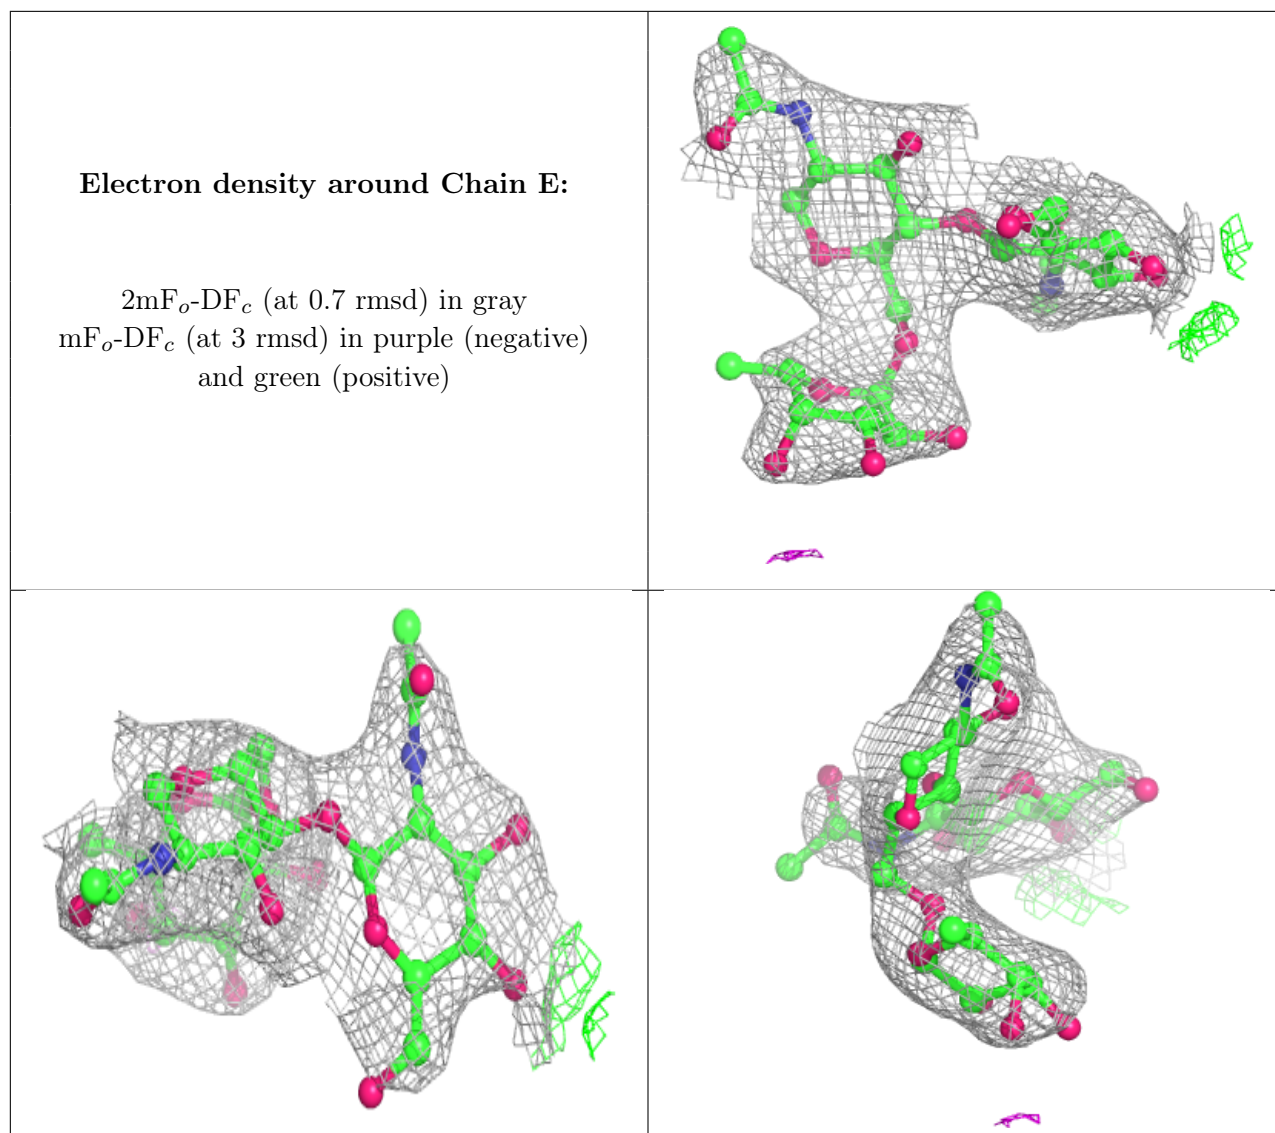 Electron density around Chain E:
2mFₒ-DF𝒸 (at 0.7 rmsd) in gray
mFₒ-DF𝒸 (at 3 rmsd) in purple (negative)
and green (positive)